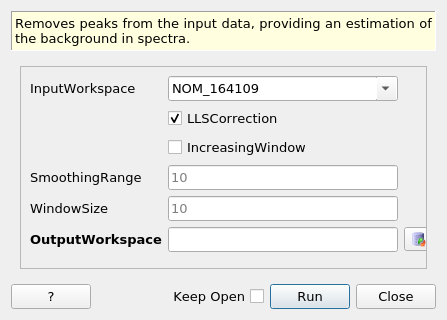 Removes peaks from the input data, providing an estimation of
the background in spectra.
InputWorkspace NOM_164109
LLSCorrection
IncreasingWindow
SmoothingRange 10
WindowSize 10
OutputWorkspace
? Keep Open Run Close